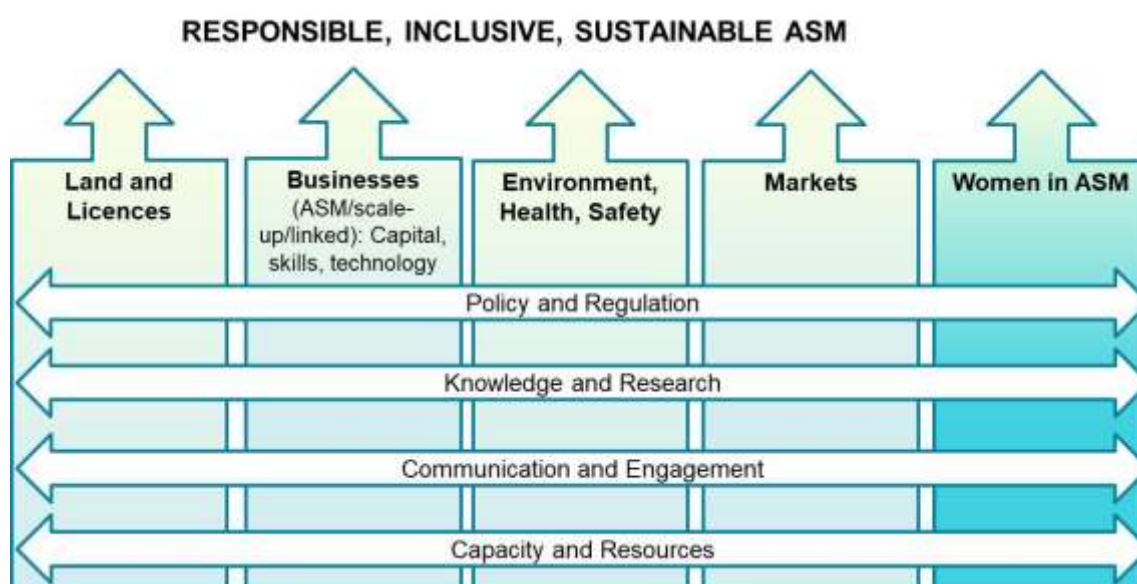 RESPONSIBLE, INCLUSIVE, SUSTAINABLE ASM
Land and
Licences
Businesses
(ASM/scale-
up/linked): Capital,
skills, technology
Environment,
Health, Safety
Markets
Women in ASM
Policy and Regulation
Knowledge and Research
Communication and Engagement
Capacity and Resources